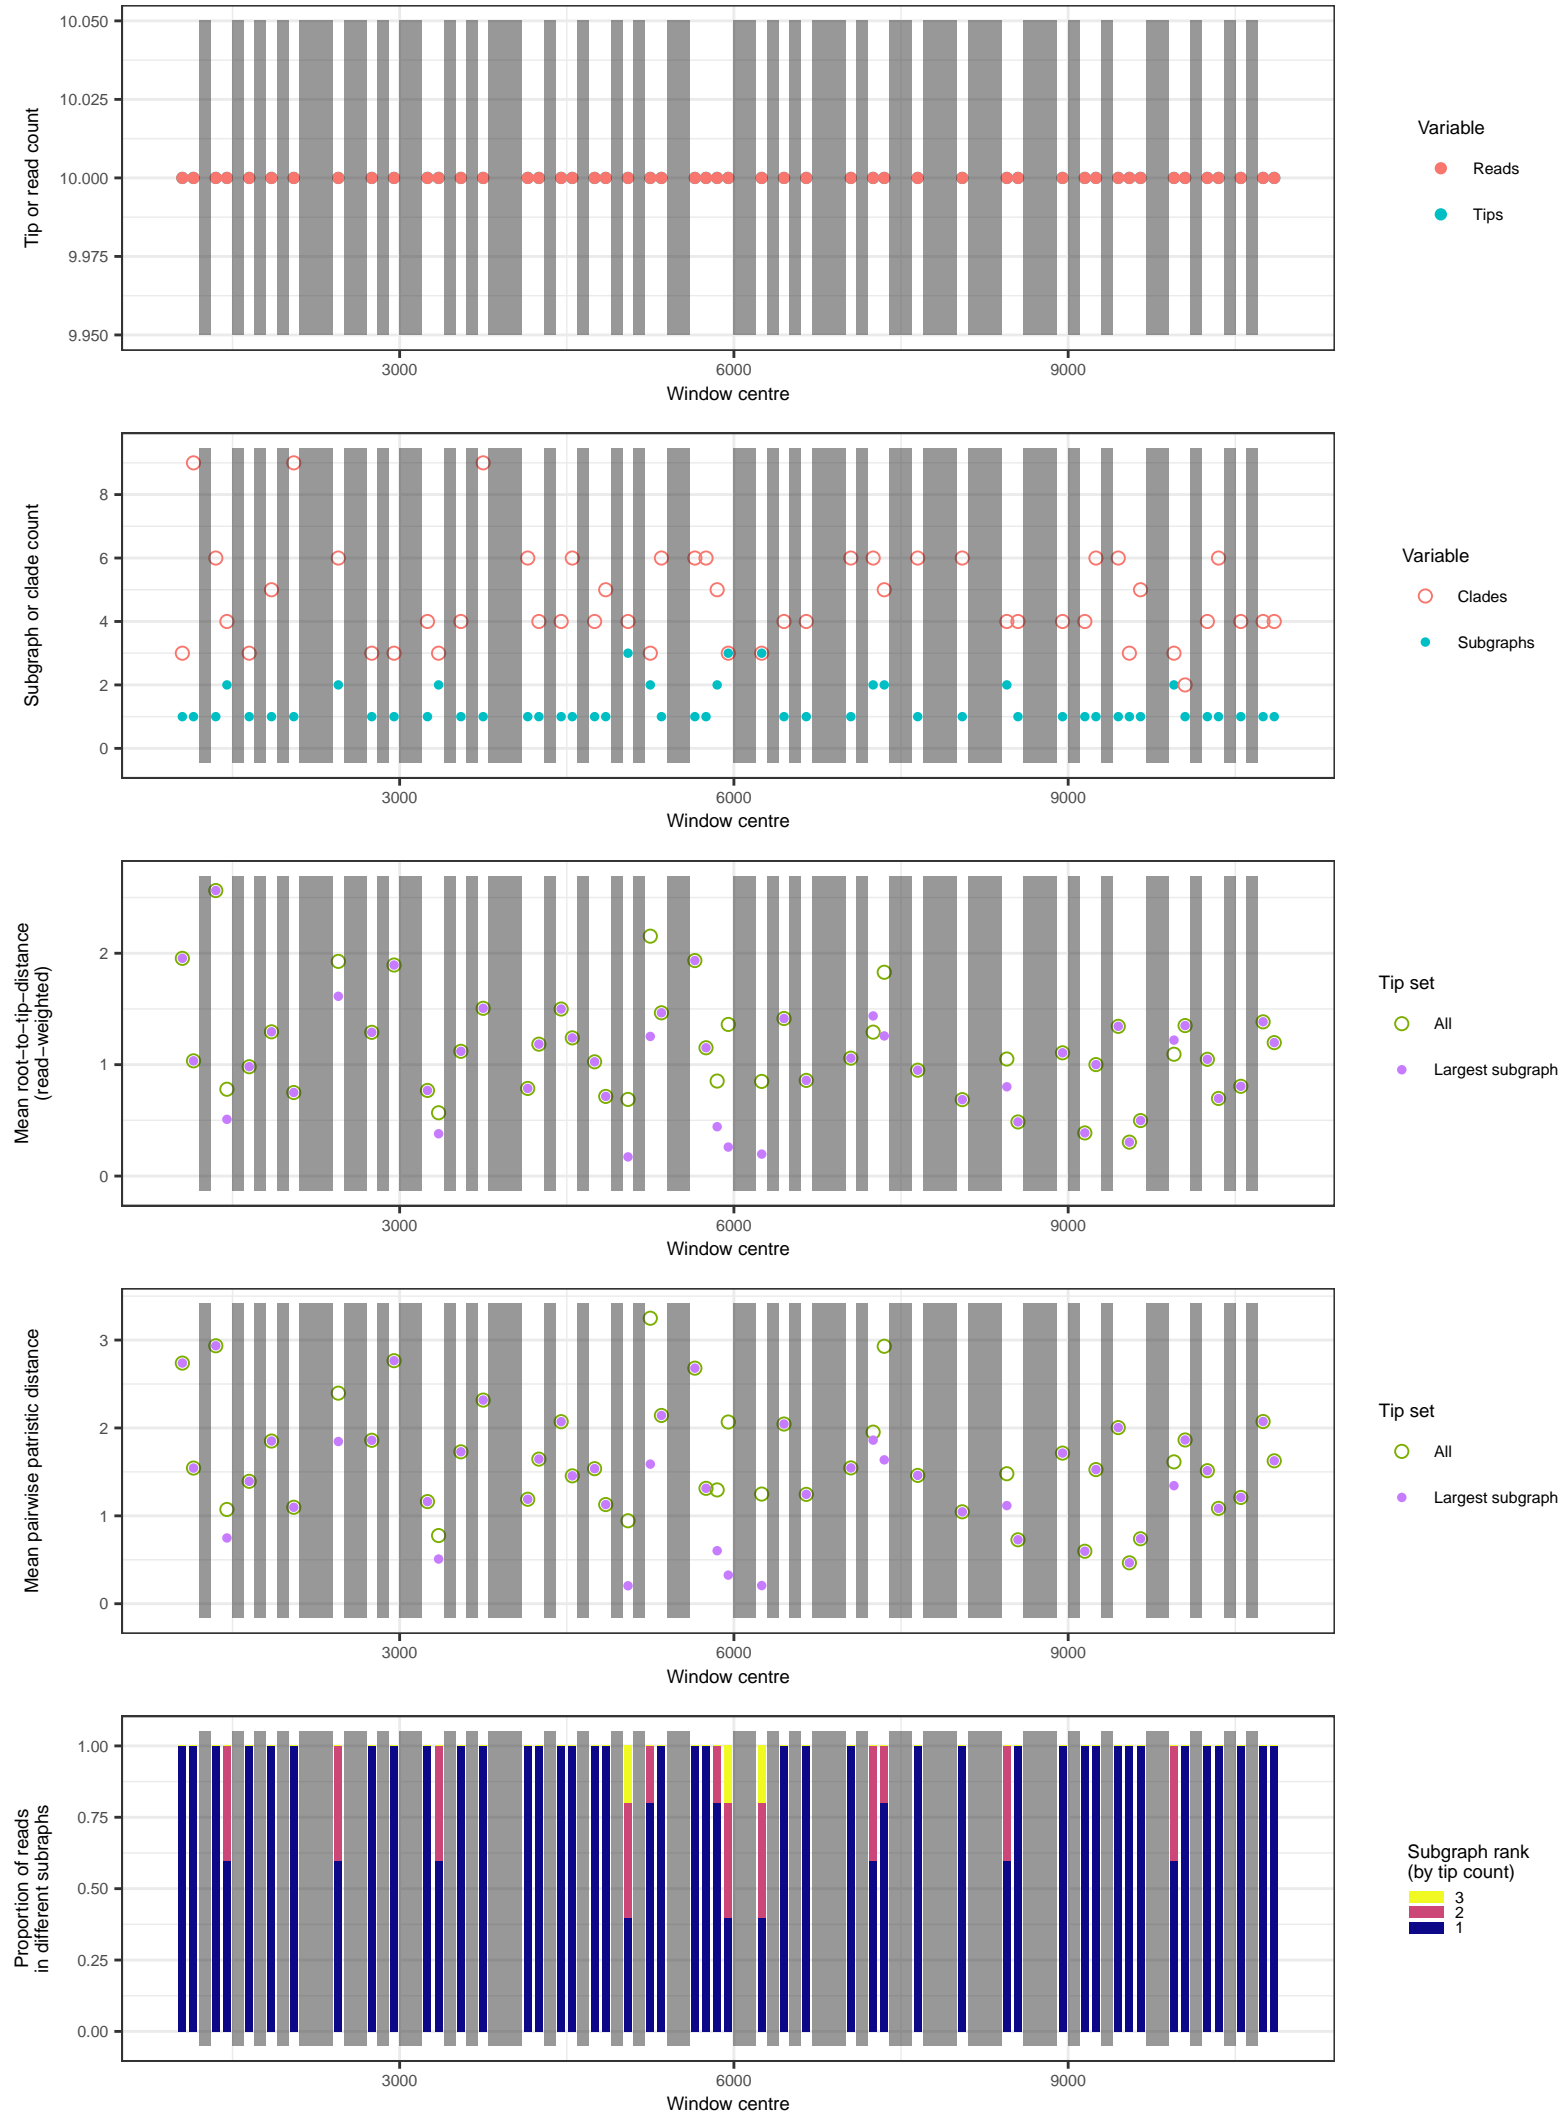 10.050
10.025
10.000
9.975
9.950
Tip or read count
3000
6000
9000
Window centre
Variable
Reads
Tips
8
6
4
2
0
Subgraph or clade count
3000
6000
9000
Window centre
Variable
Clades
Subgraphs
2
1
0
Mean root−to−tip−distance
(read−weighted)
3000
6000
9000
Window centre
Tip set
All
Largest subgraph
3
2
1
0
Mean pairwise patristic distance
3000
6000
9000
Window centre
Tip set
All
Largest subgraph
1.00
0.75
0.50
0.25
0.00
Proportion of reads
in different subraphs
3000
6000
9000
Window centre
Subgraph rank
(by tip count)
3
2
1